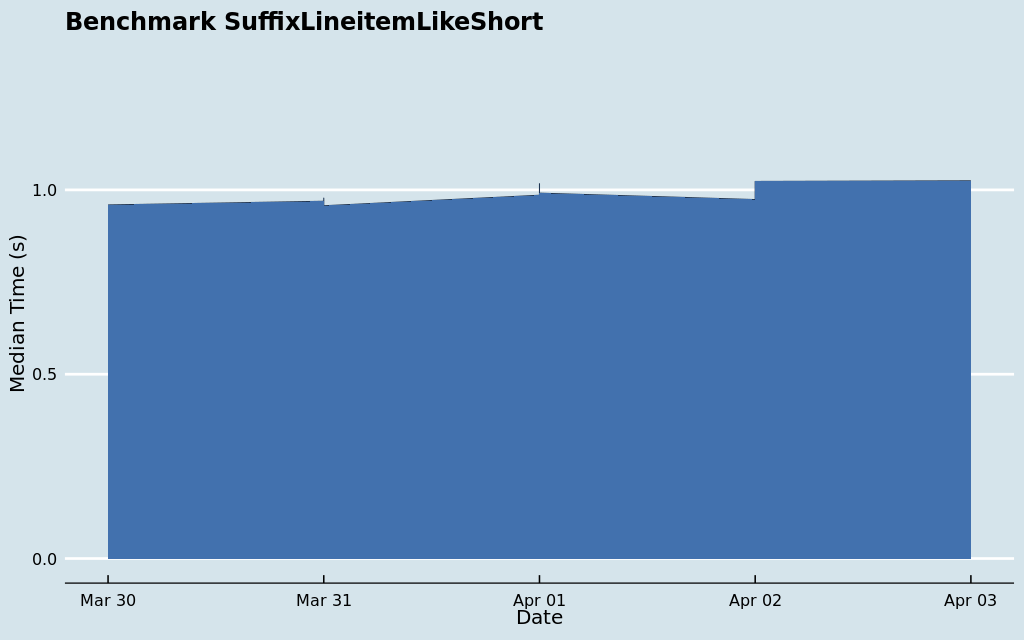 Benchmark SuffixLineitemLikeShort
Median Time (s)
1.0
0.5
0.0
Mar 30
Mar 31
Apr 01
Apr 02
Apr 03
Date